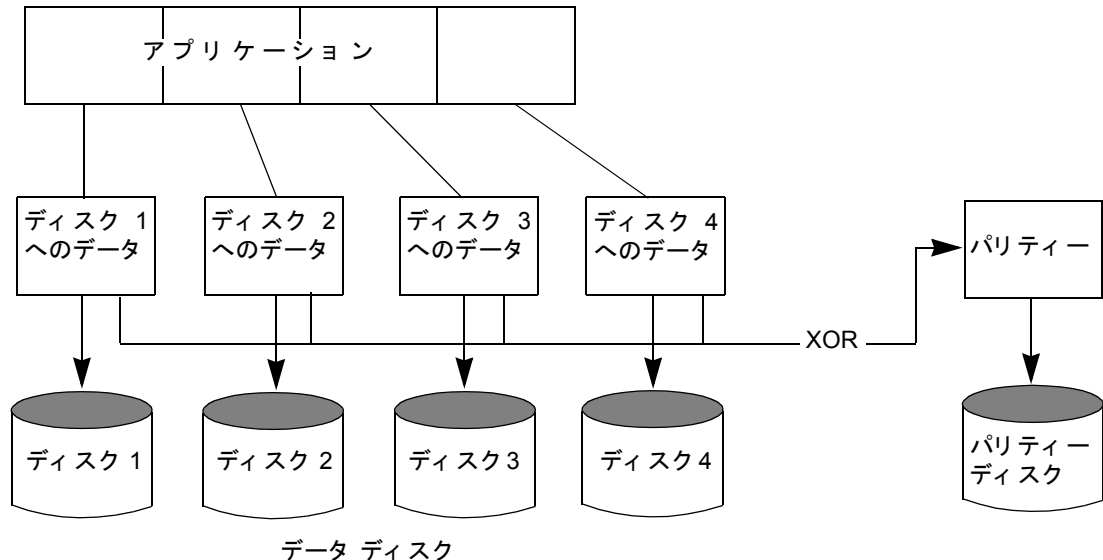 アプリケーション
ディスク 1
へのデータ
ディスク 2
へのデータ
ディスク 3
へのデータ
ディスク 4
へのデータ
パリティー
XOR
ディスク 1
ディスク 2
ディスク3
ディスク4
パリティー
ディスク
データ ディスク